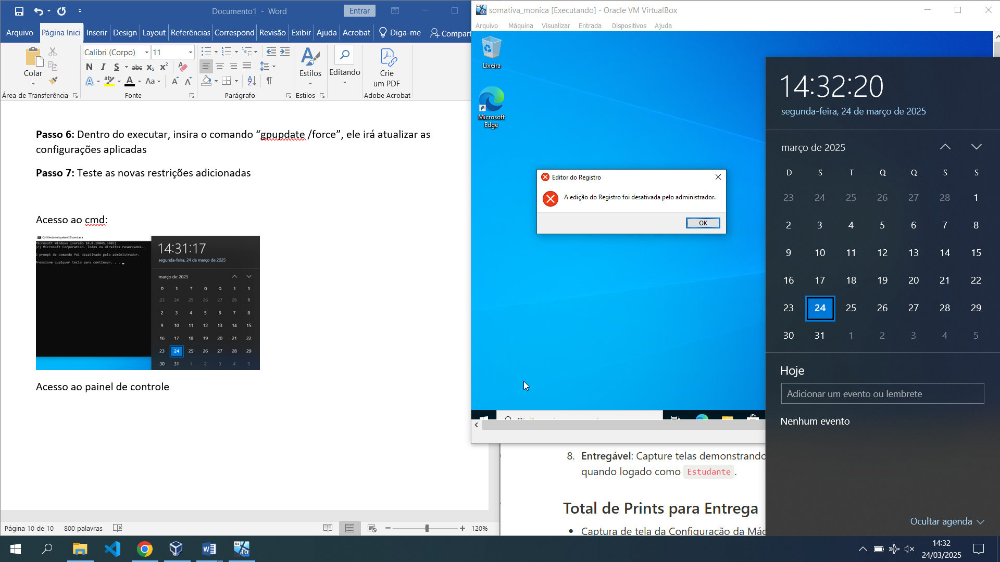 Documento1 - Word
Entrar
Arquivo
Página Inici
Inserir
Design
Layout
Referências
Correspond
Revisão
Exibir
Ajuda
Acrobat
Diga-me
Compart
Colar
Área de Transferência
Calibri (Corpo)
11
N I S abc x₂ x²
A ab A Aa A A
Fonte
Parágrafo
Estilos
Estilos
Editando
Crie
um PDF
Adobe Acrobat
Passo 6: Dentro do executar, insira o comando “gpupdate /force”, ele irá atualizar as
configurações aplicadas
Passo 7: Teste as novas restrições adicionadas
Acesso ao cmd:
C:\Windows\system32\cmd.exe
Microsoft Windows [versão 10.0.19045.3803]
(c) Microsoft Corporation. Todos os direitos reservados.
O prompt de comando foi desativado pelo administrador.
Pressione qualquer tecla para continuar. . .
14:31:17
segunda-feira, 24 de março de 2025
março de 2025
D S T Q Q S S
23 24 25 26 27 28 1
2 3 4 5 6 7 8
9 10 11 12 13 14 15
16 17 18 19 20 21 22
23 24 25 26 27 28 29
30 31 1 2 3 4 5
Acesso ao painel de controle
Página 10 de 10
800 palavras
120%
somativa_monica [Executando] - Oracle VM VirtualBox
Arquivo Máquina Visualizar Entrada Dispositivos Ajuda
Lixeira
Microsoft
Edge
Editor do Registro
A edição do Registro foi desativada pelo administrador.
OK
8. Entregável: Capture telas demonstrando
quando logado como Estudante.
Total de Prints para Entrega
• Captura de tela da Configuração da Máq
14:32:20
segunda-feira, 24 de março de 2025
março de 2025
D S T Q Q S S
23 24 25 26 27 28 1
2 3 4 5 6 7 8
9 10 11 12 13 14 15
16 17 18 19 20 21 22
23 24 25 26 27 28 29
30 31 1 2 3 4 5
Hoje
Adicionar um evento ou lembrete
Nenhum evento
Ocultar agenda
14:32
24/03/2025